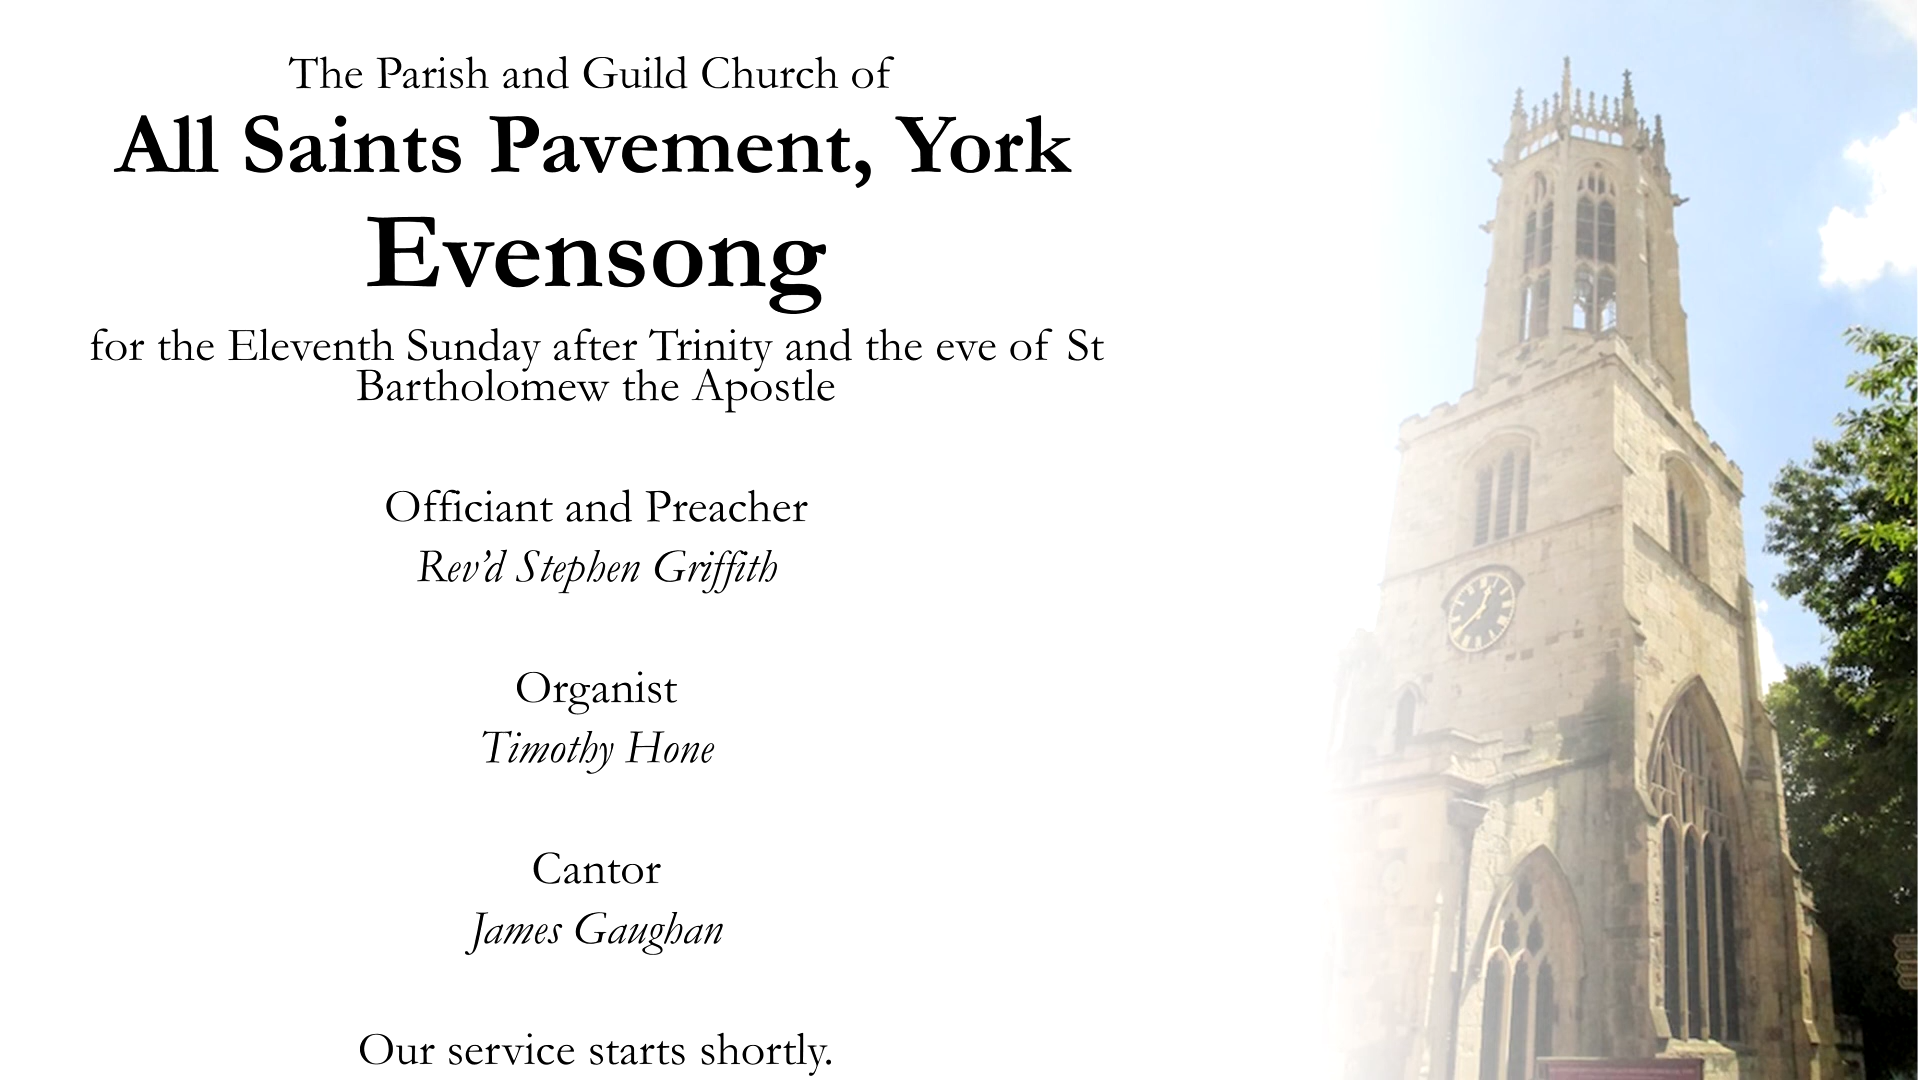 The Parish and Guild Church of
All Saints Pavement, York
Evensong
for the Eleventh Sunday after Trinity and the eve of St
Bartholomew the Apostle
Officiant and Preacher
Rev’d Stephen Griffith
Organist
Timothy Hone
Cantor
James Gaughan
Our service starts shortly.